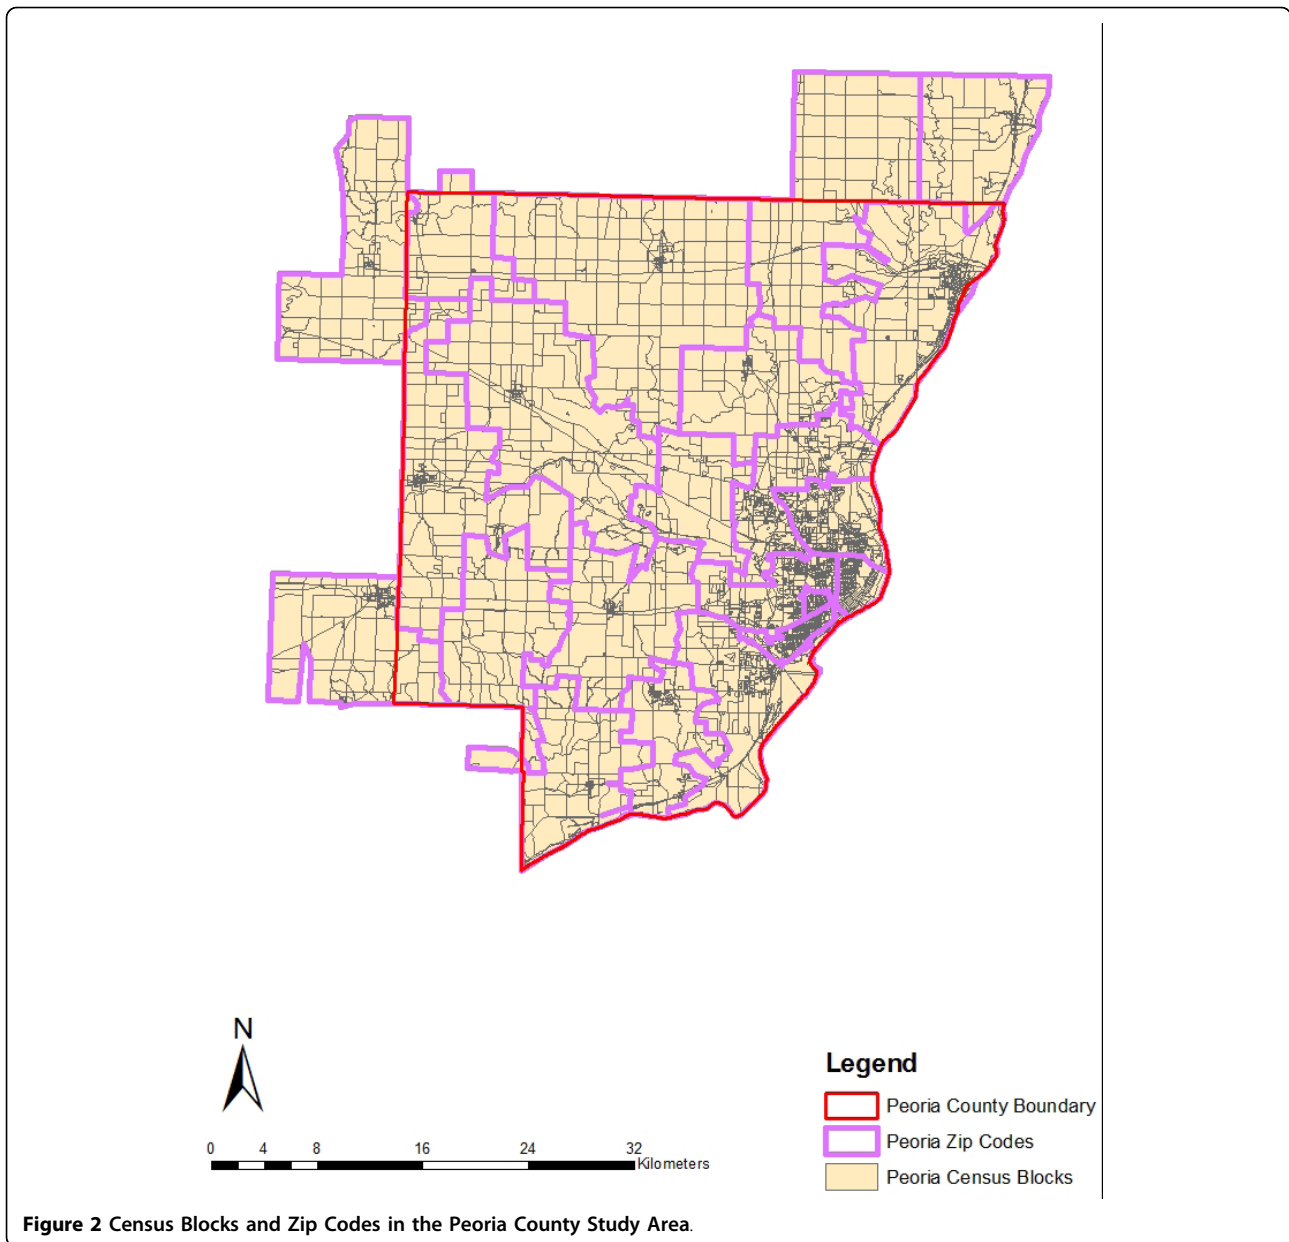 N
0 4 8 16 24 32
Kilometers
Legend
Peoria County Boundary
Peoria Zip Codes
Peoria Census Blocks
Figure 2 Census Blocks and Zip Codes in the Peoria County Study Area.